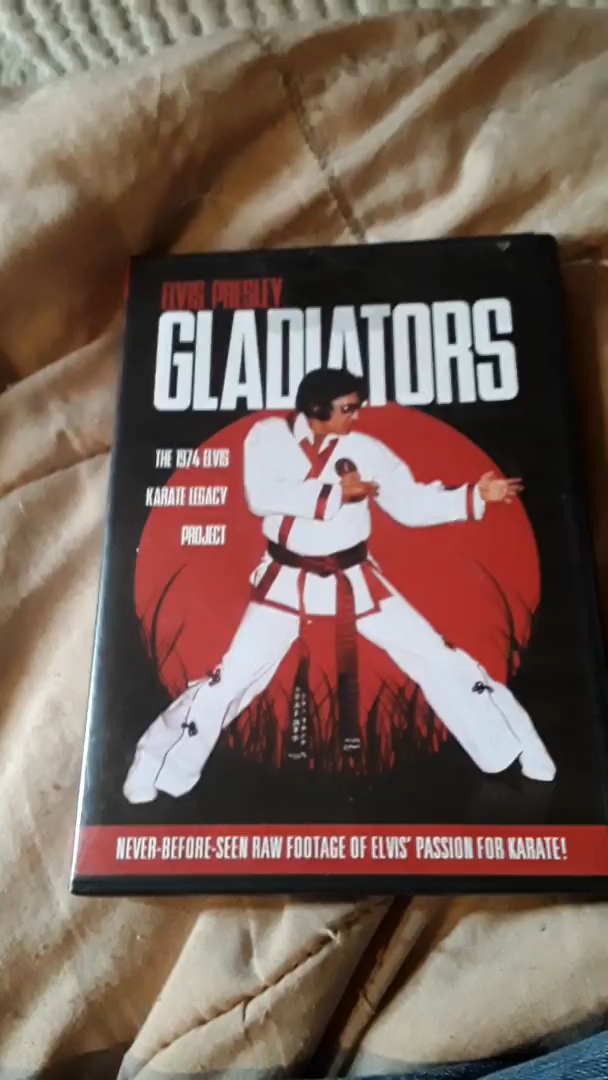 ELVIS PRESLEY
GLADIATORS
THE 1974 ELVIS
KARATE LEGACY
PROJECT
NEVER-BEFORE-SEEN RAW FOOTAGE OF ELVIS' PASSION FOR KARATE!